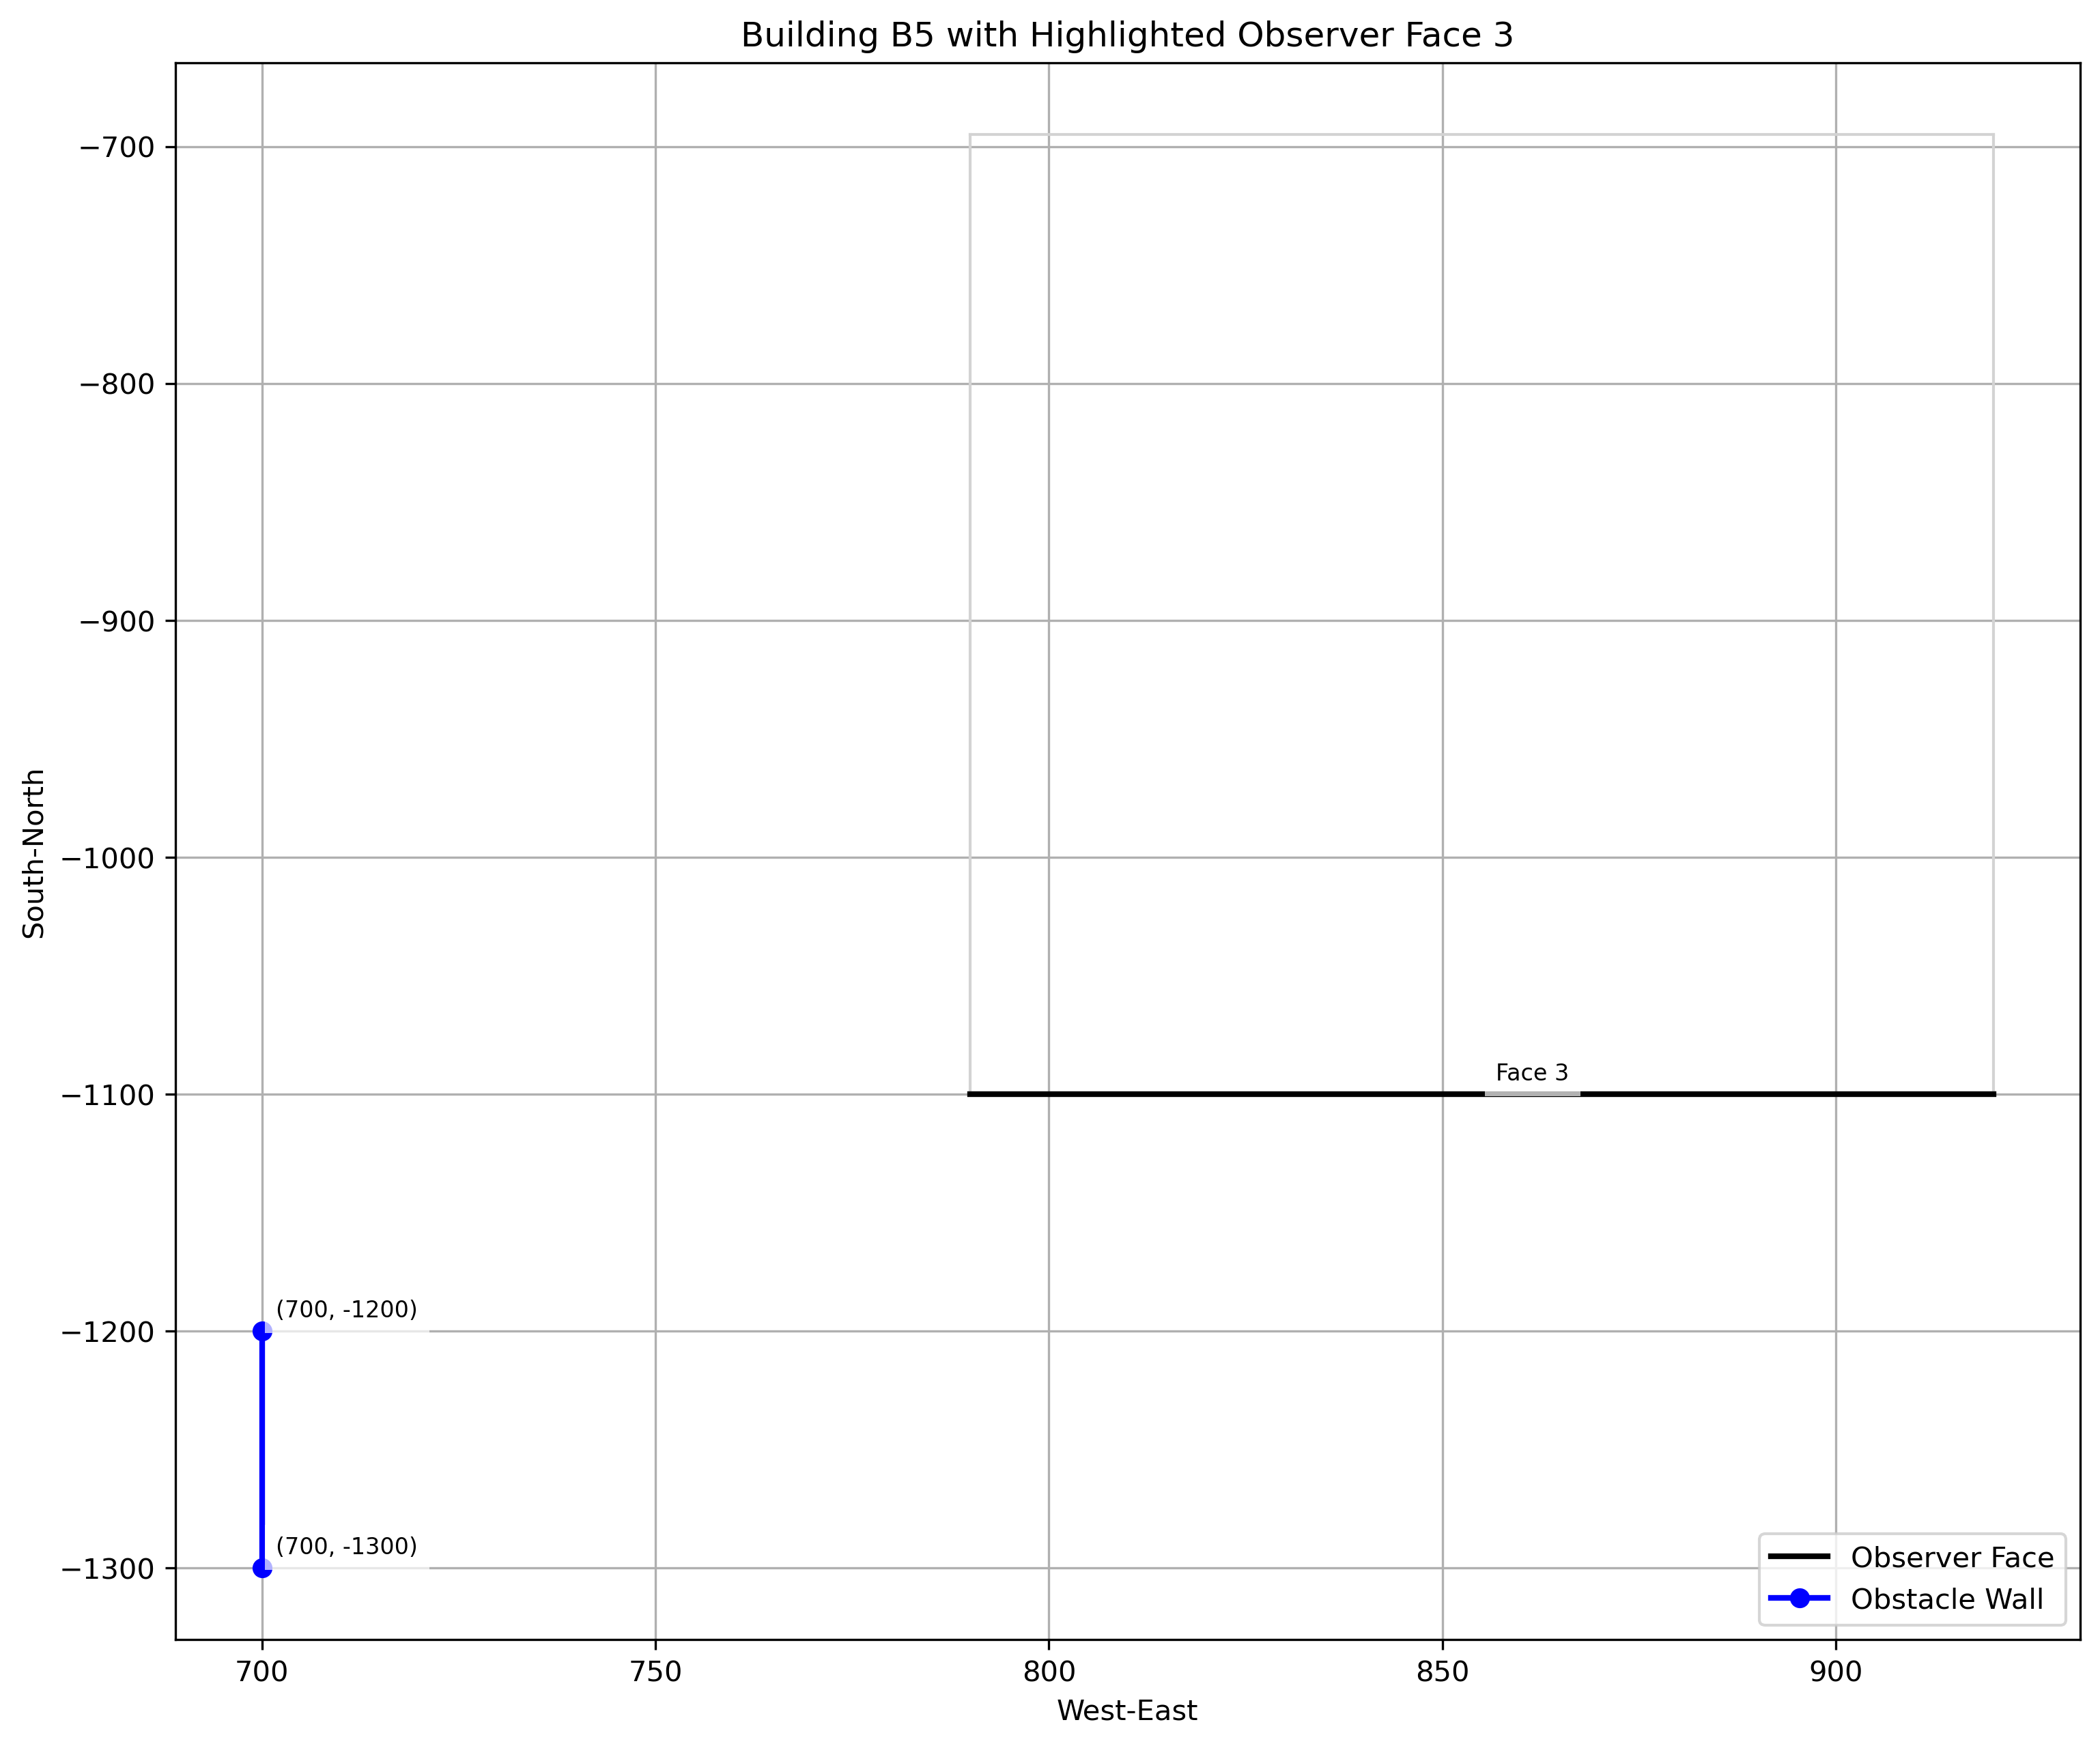 Building B5 with Highlighted Observer Face 3
South-North
−700
−800
−900
−1000
−1100
−1200
−1300
Face 3
(700, -1200)
(700, -1300)
Observer Face
Obstacle Wall
700
750
800
850
900
West-East